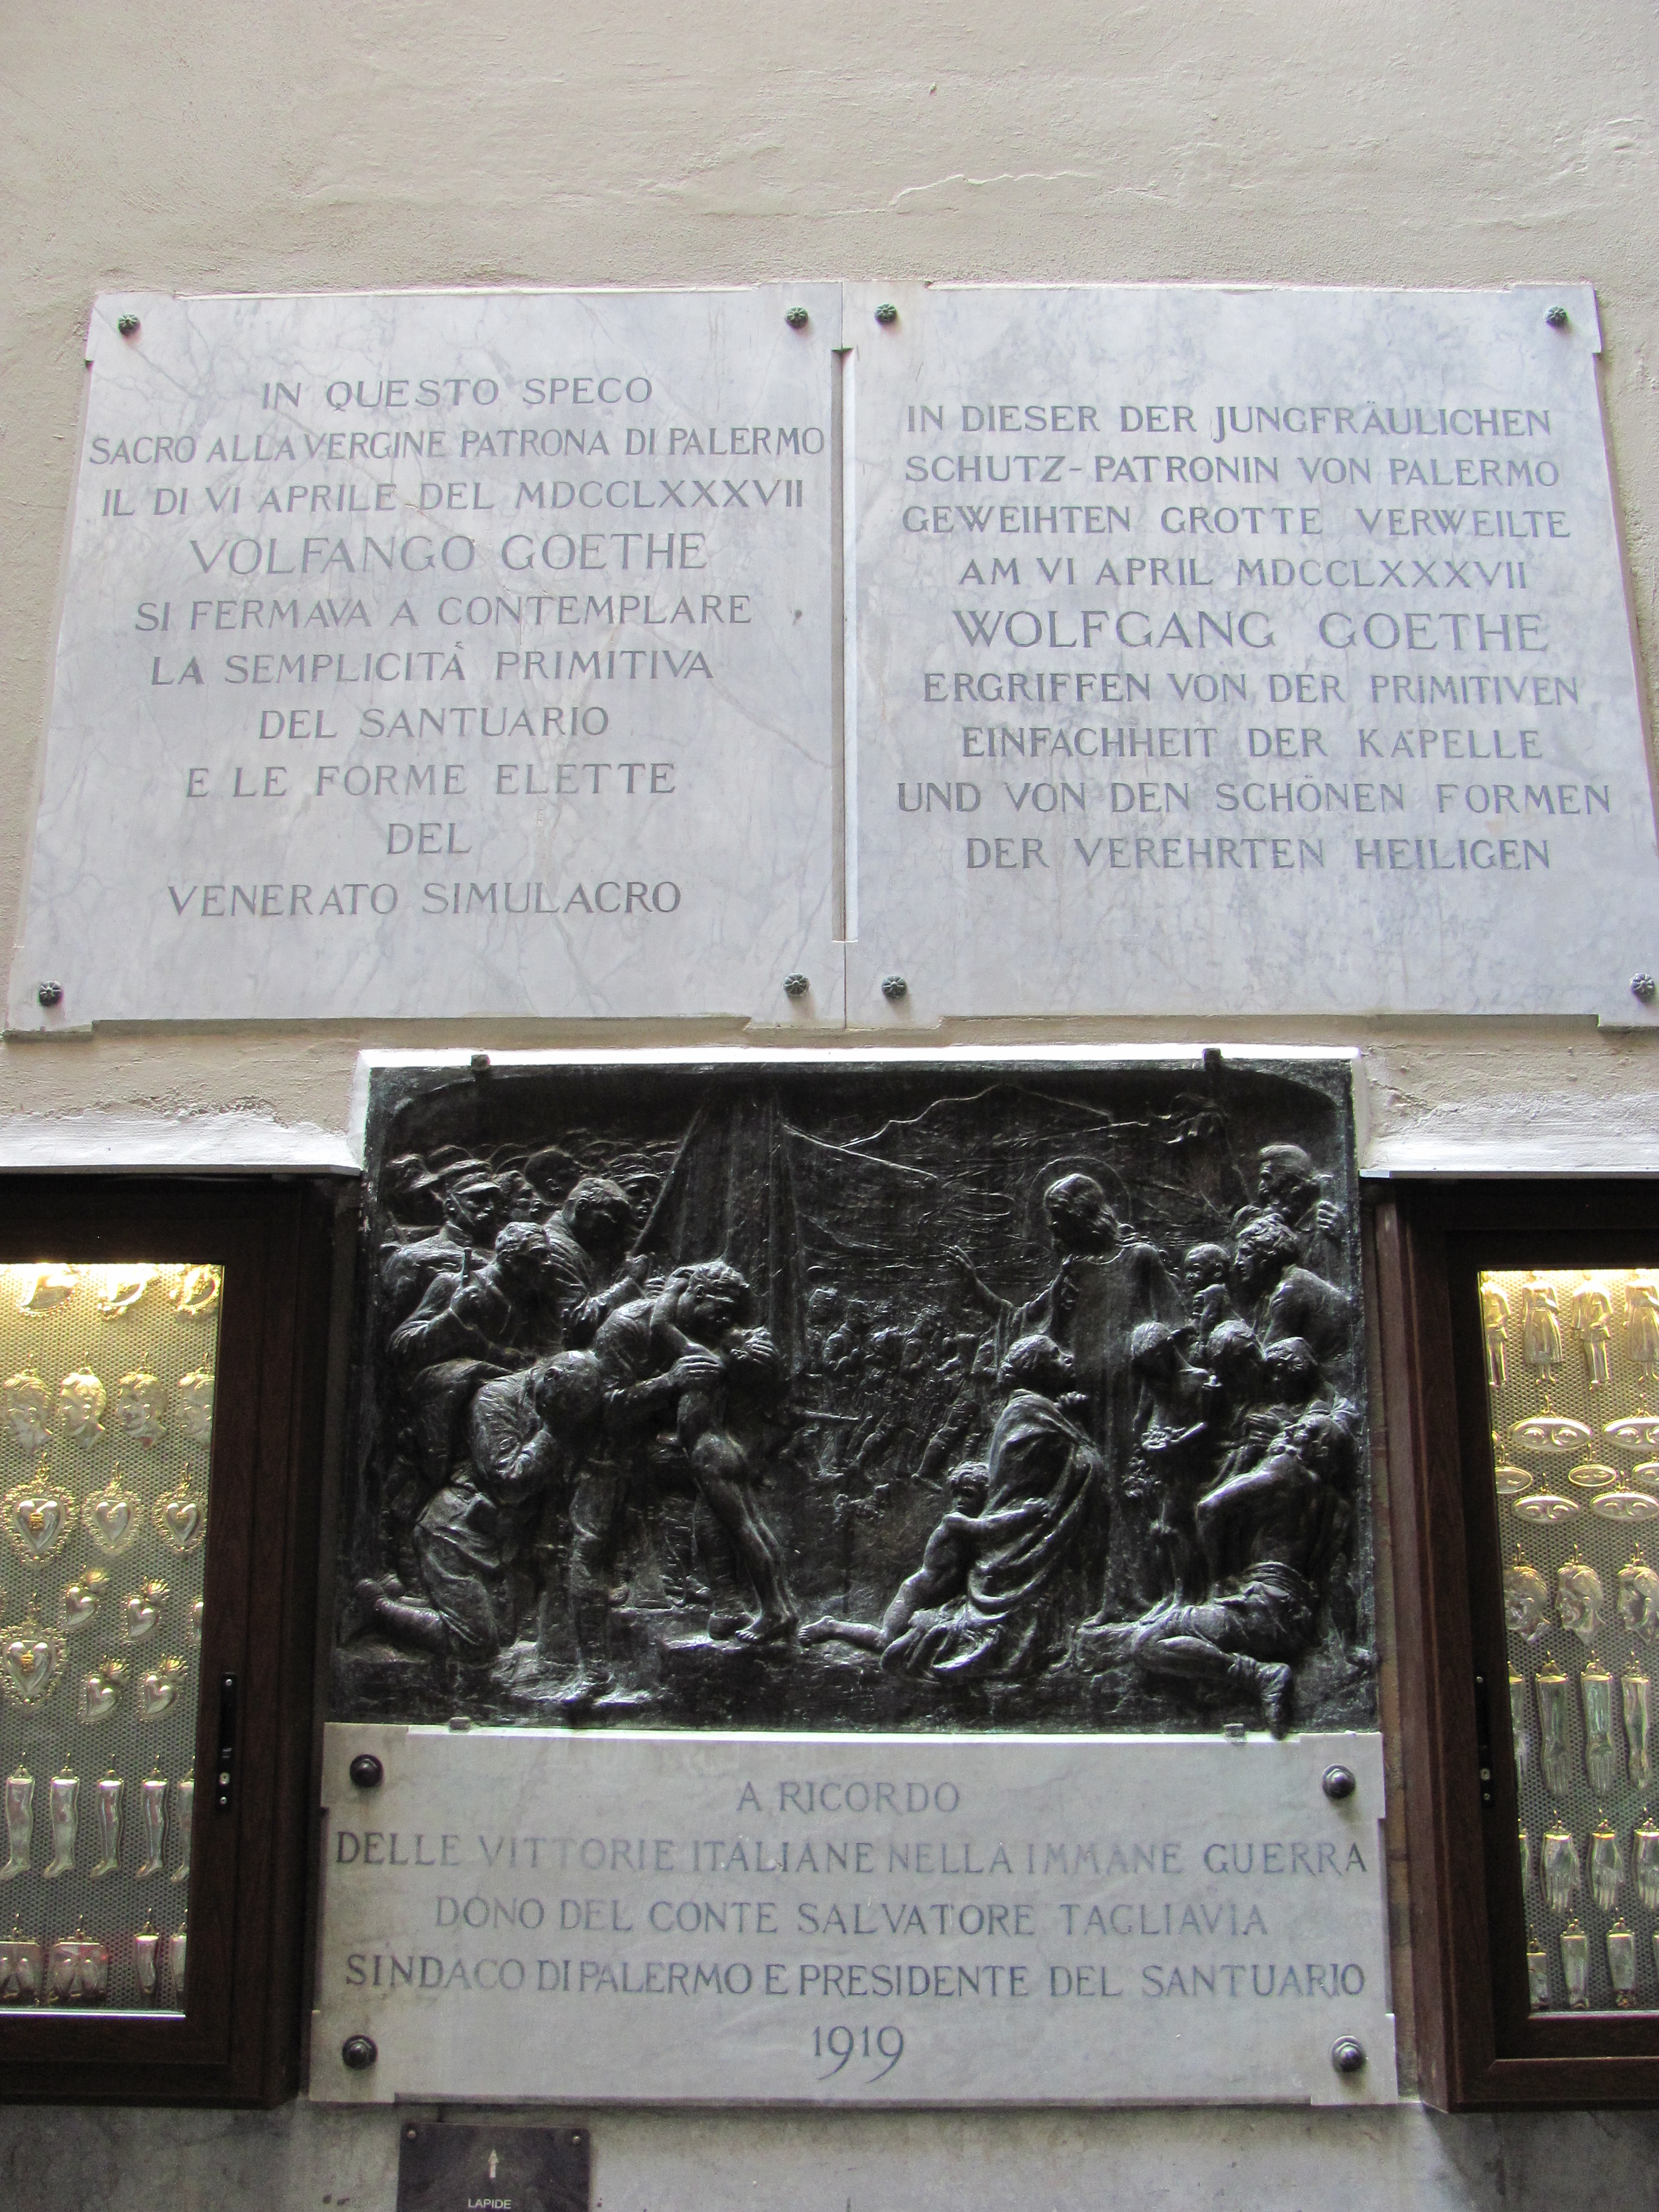 IN QUESTO SPECO
SACRO ALLA VERGINE PATRONA DI PALERMO
IL DI VI APRILE DEL MDCCLXXXVII
VOLFANGO GOETHE
SI FERMAVA A CONTEMPLARE
LA SEMPLICITÀ PRIMITIVA
DEL SANTUARIO
E LE FORME ELETTE
DEL
VENERATO SIMULACRO
IN DIESER DER JUNGFRÄULICHEN
SCHUTZ-PATRONIN VON PALERMO
GEWEIHTEN GROTTE VERWEILTE
AM VI APRIL MDCCLXXXVII
WOLFGANG GOETHE
ERGRIFFEN VON DER PRIMITIVEN
EINFACHHEIT DER KAPELLE
UND VON DEN SCHÖNEN FORMEN
DER VEREHRTEN HEILIGEN
A RICORDO
DELLE VITTORIE ITALIANE NELLA IMMANE GUERRA
DONO DEL CONTE SALVATORE TAGLIAVIA
SINDACO DI PALERMO E PRESIDENTE DEL SANTUARIO
1919
LAPIDE